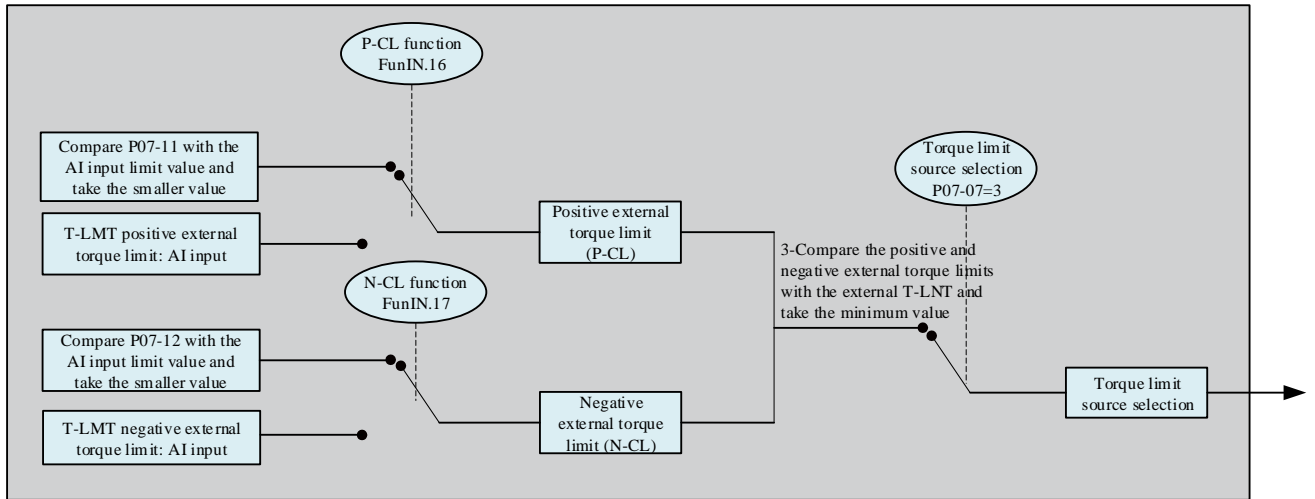 P-CL function
FunIN.16
Compare P07-11 with the
AI input limit value and
take the smaller value
Torque limit
source selection
P07-07=3
T-LMT positive external
torque limit: AI input
Positive external
torque limit
(P-CL)
3-Compare the positive and
negative external torque limits
with the external T-LNT and
take the minimum value
N-CL function
FunIN.17
Compare P07-12 with the
AI input limit value and
take the smaller value
T-LMT negative external
torque limit: AI input
Negative
external torque
limit (N-CL)
Torque limit
source selection